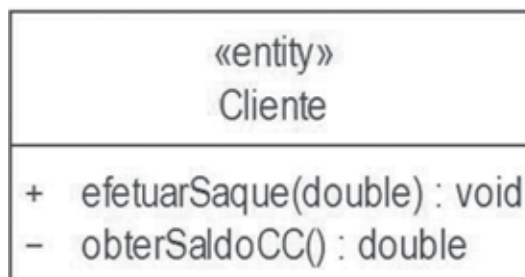 «entity»
Cliente
+ efetuarSaque(double) : void
− obterSaldoCC() : double